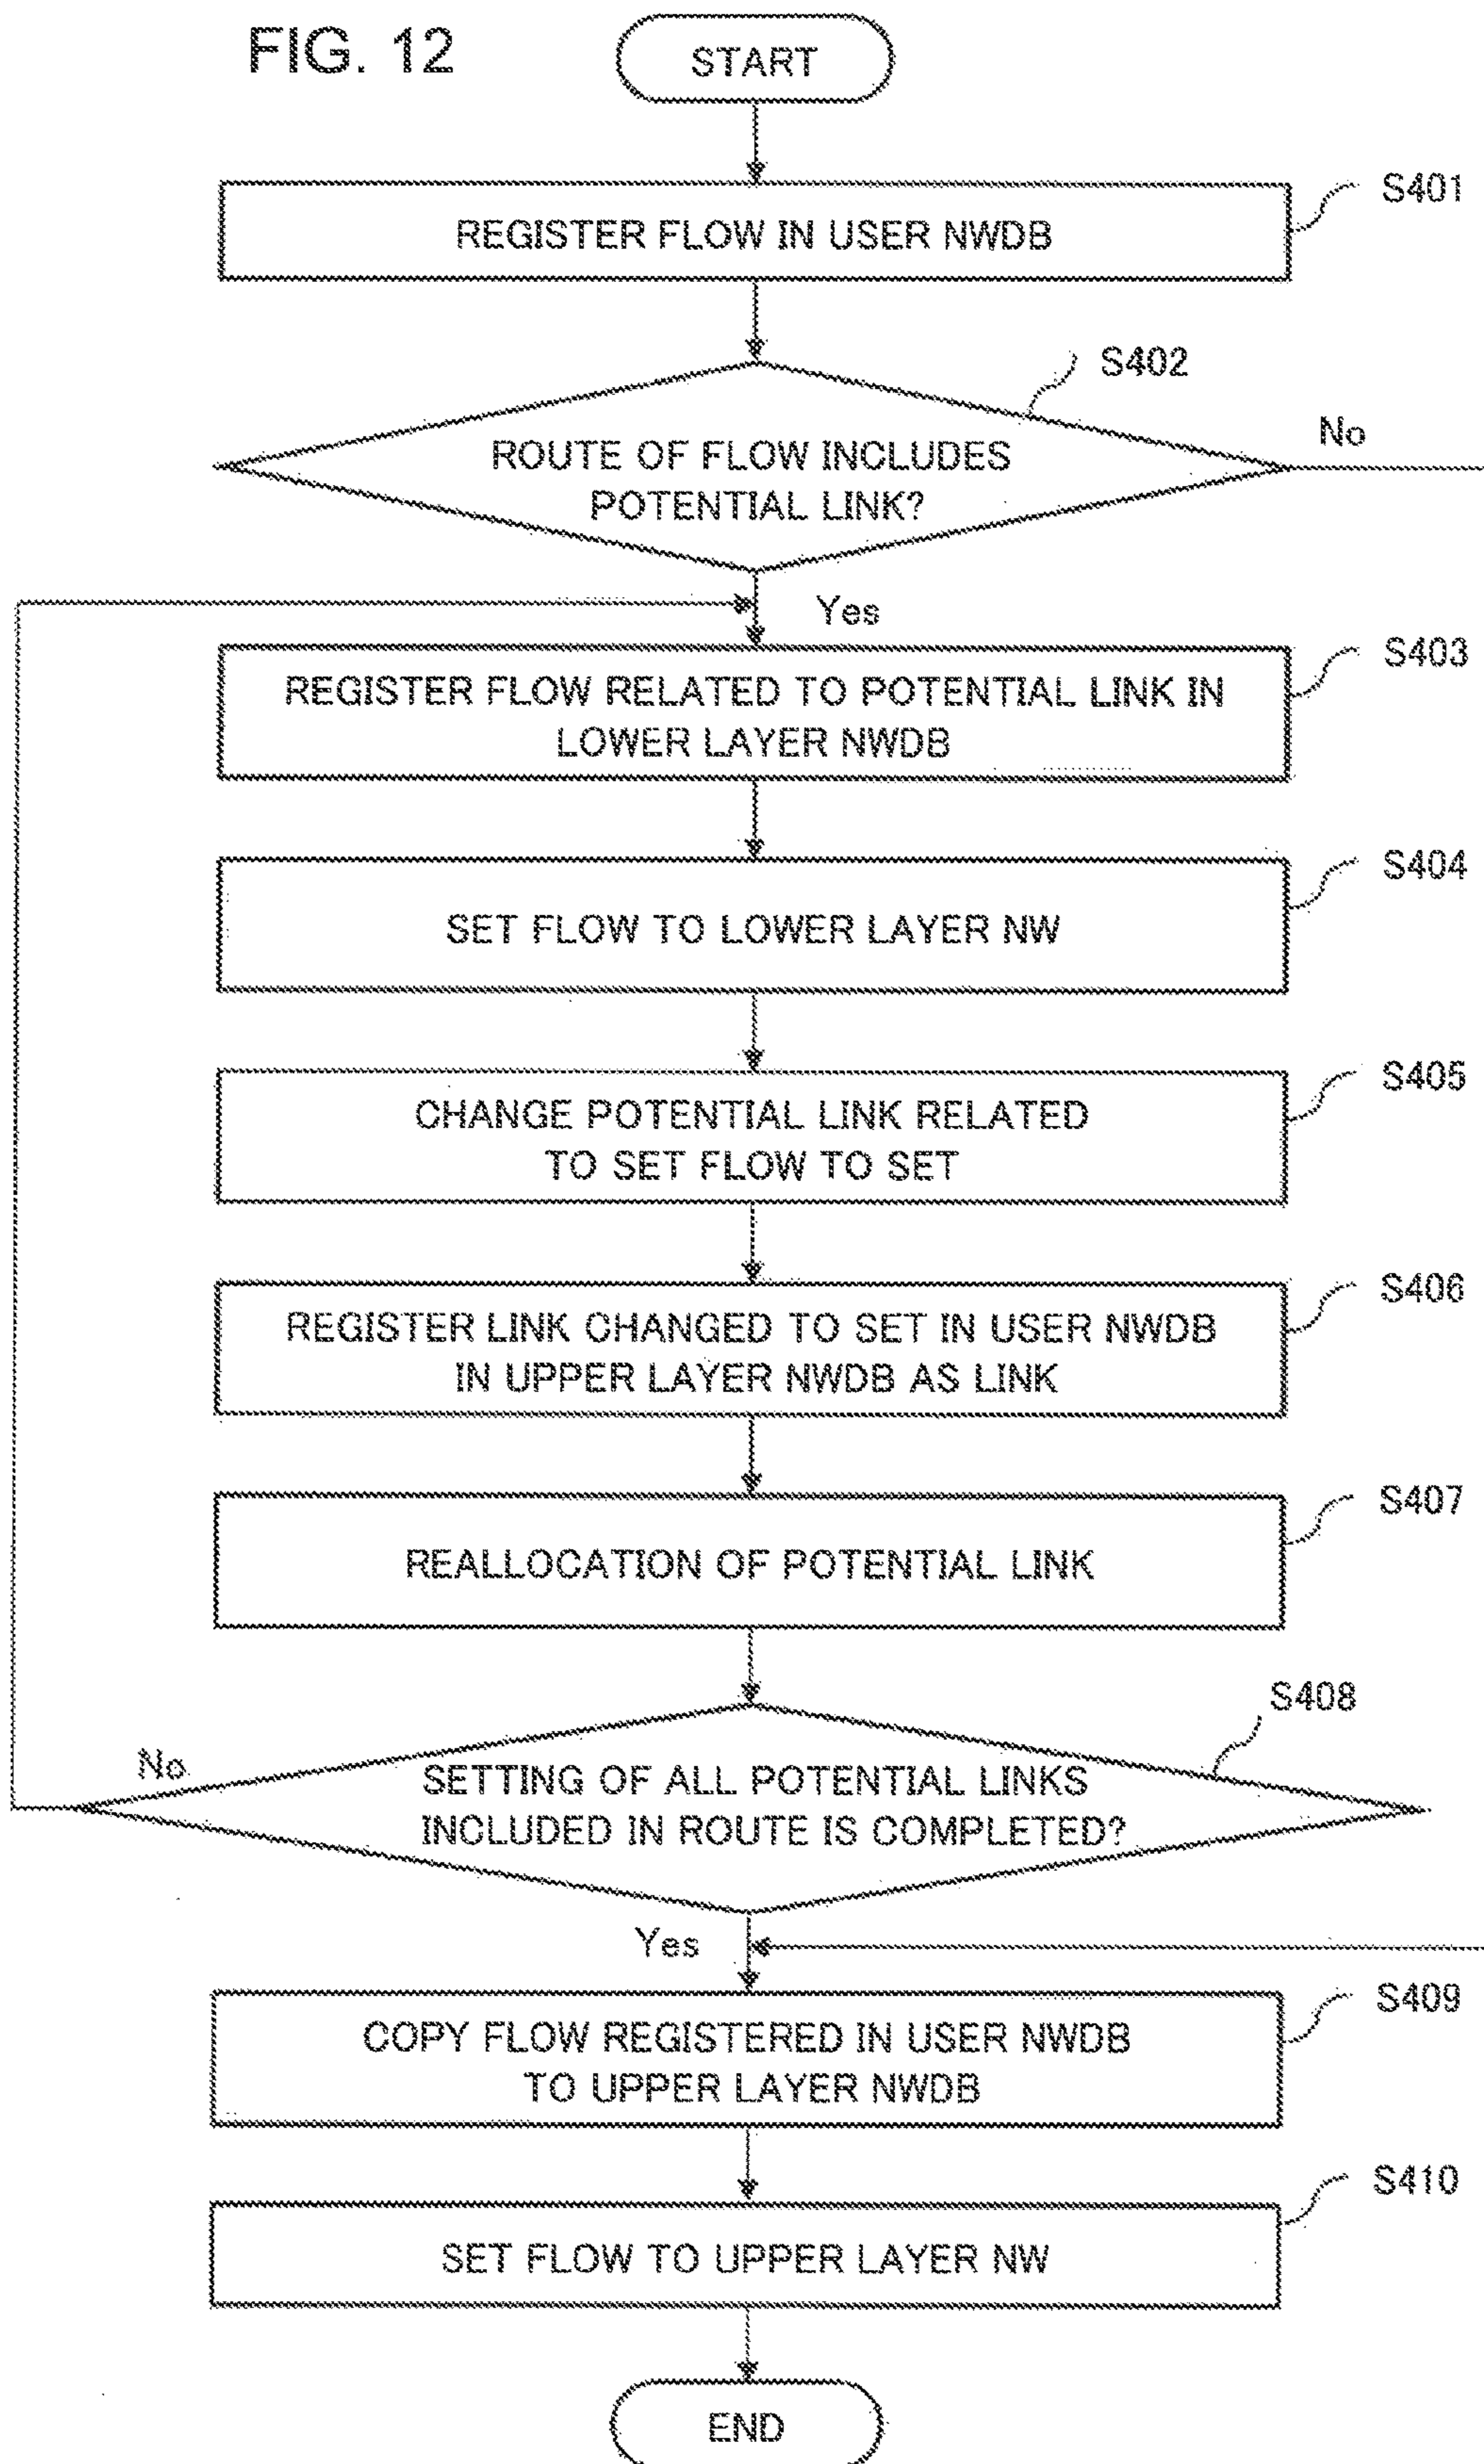 FIG. 12
START
S401
REGISTER FLOW IN USER NWDB
S402
No
ROUTE OF FLOW INCLUDES
POTENTIAL LINK?
Yes
S403
REGISTER FLOW RELATED TO POTENTIAL LINK IN
LOWER LAYER NWDB
S404
SET FLOW TO LOWER LAYER NW
S405
CHANGE POTENTIAL LINK RELATED
TO SET FLOW TO SET
S406
REGISTER LINK CHANGED TO SET IN USER NWDB
IN UPPER LAYER NWDB AS LINK
S407
REALLOCATION OF POTENTIAL LINK
S408
No
SETTING OF ALL POTENTIAL LINKS
INCLUDED IN ROUTE IS COMPLETED?
Yes
S409
COPY FLOW REGISTERED IN USER NWDB
TO UPPER LAYER NWDB
S410
SET FLOW TO UPPER LAYER NW
END